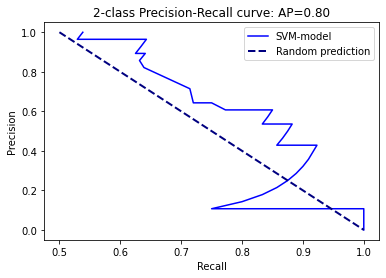 2-class Precision-Recall curve: AP=0.80
SVM-model
Random prediction
Precision
1.0
0.8
0.6
0.4
0.2
0.0
0.5 0.6 0.7 0.8 0.9 1.0
Recall